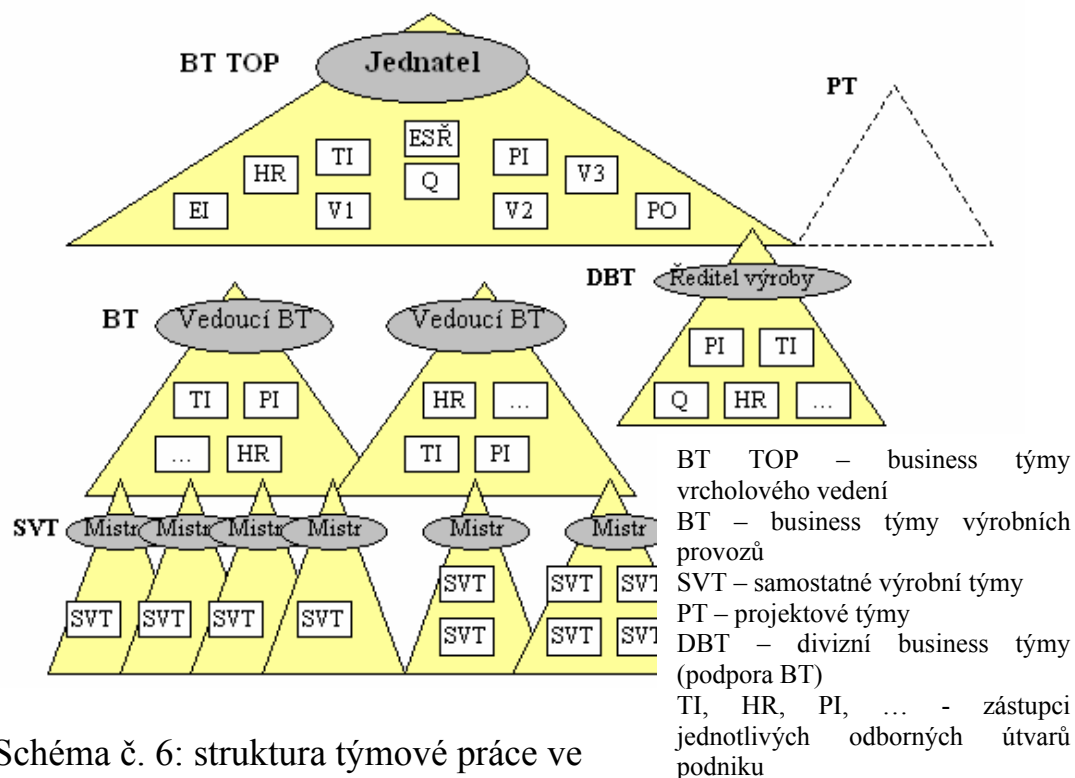 BT TOP
Jednatel
PT
ESŘ
TI
PI
HR
Q
V3
EI
V1
V2
PO
DBT
Ředitel výroby
BT
Vedoucí BT
Vedoucí BT
PI
TI
TI
PI
HR
...
Q
HR
...
...
HR
TI
PI
SVT
Mistr
Mistr
Mistr
Mistr
Mistr
Mistr
SVT
SVT
SVT
SVT
SVT
SVT
SVT
SVT
SVT
SVT
BT TOP – business týmy
vrcholového vedení
BT – business týmy výrobních
provozů
SVT – samostatné výrobní týmy
PT – projektové týmy
DBT – divizní business týmy
(podpora BT)
TI, HR, PI, … - zástupci
jednotlivých odborných útvarů
podniku
Schéma č. 6: struktura týmové práce ve